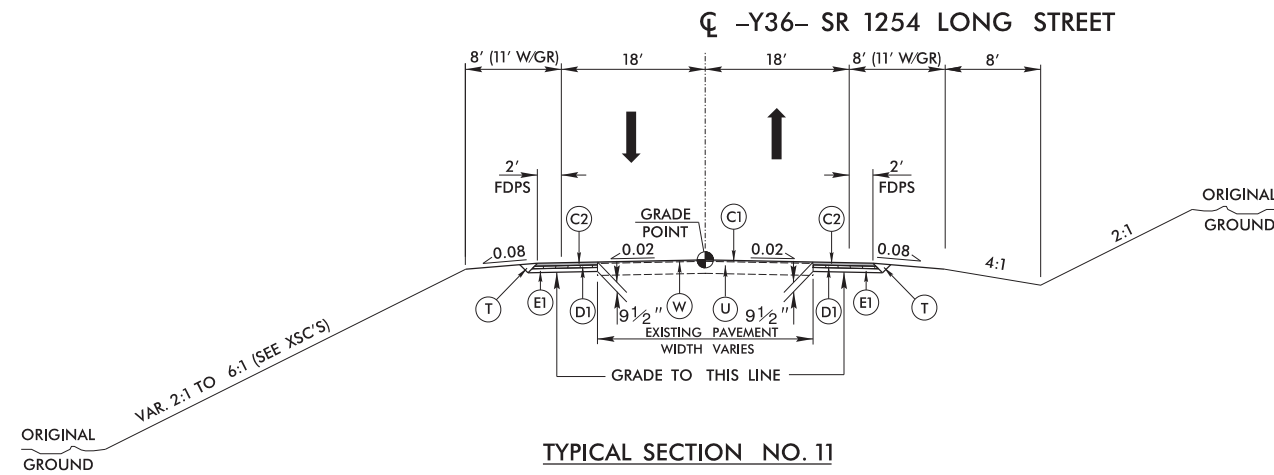 ℄ –Y36– SR 1254 LONG STREET
8' (11' W/GR) 18' 18' 8' (11' W/GR) 8'
2' FDPS
2' FDPS
ORIGINAL GROUND
C2
GRADE POINT
C1
C2
0.08
0.02
0.02
0.08
4:1
2:1
T
E1
D1
9½"
W
U
9½"
D1
E1
T
EXISTING PAVEMENT
WIDTH VARIES
GRADE TO THIS LINE
VAR. 2:1 TO 6:1 (SEE XSC'S)
ORIGINAL GROUND
TYPICAL SECTION NO. 11